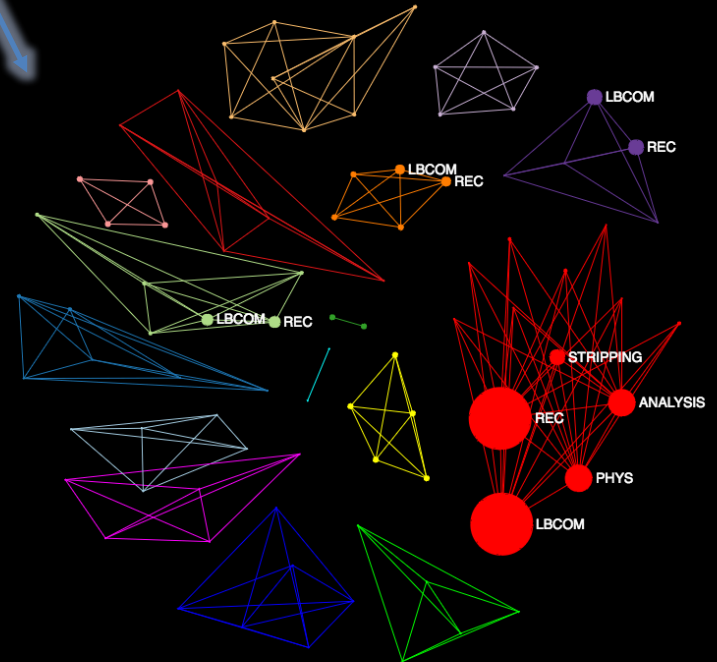 LBCOM
REC
LBCOM
REC
LBCOM
REC
STRIPPING
ANALYSIS
REC
PHYS
LBCOM